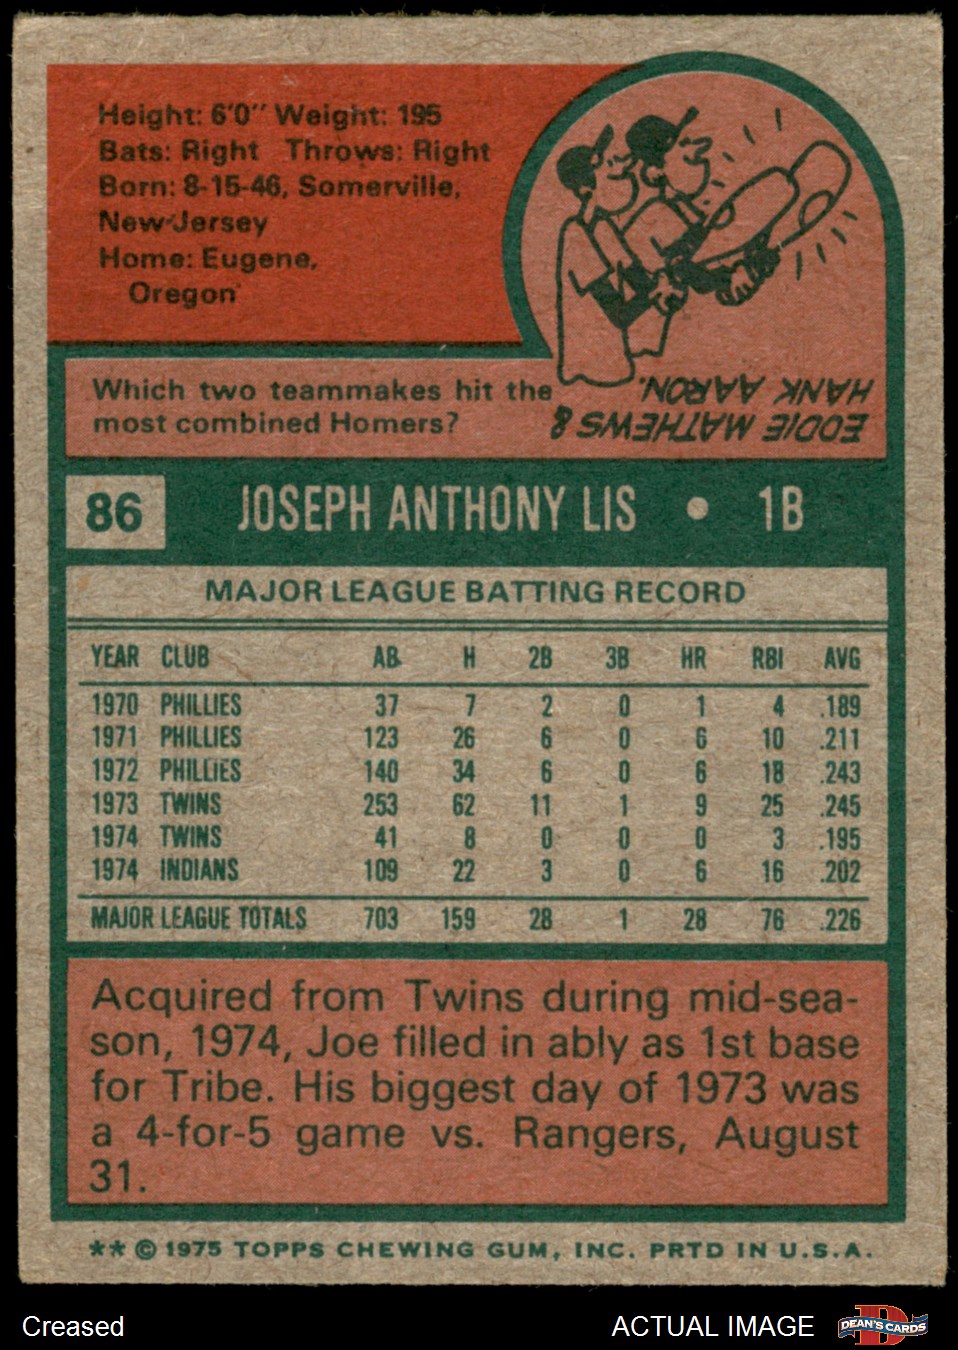 Height: 6'0" Weight: 195
Bats: Right Throws: Right
Born: 8-15-46, Somerville,
New Jersey
Home: Eugene,
Oregon
Which two teammakes hit the
most combined Homers?
EDDIE MATHEWS &
HANK AARON.
86 JOSEPH ANTHONY LIS • 1B
MAJOR LEAGUE BATTING RECORD
YEAR CLUB AB H 2B 3B HR RBI AVG
1970 PHILLIES 37 7 2 0 1 4 .189
1971 PHILLIES 123 26 6 0 6 10 .211
1972 PHILLIES 140 34 6 0 6 18 .243
1973 TWINS 253 62 11 1 9 25 .245
1974 TWINS 41 8 0 0 0 3 .195
1974 INDIANS 109 22 3 0 6 16 .202
MAJOR LEAGUE TOTALS 703 159 28 1 28 76 .226
Acquired from Twins during mid-sea-
son, 1974, Joe filled in ably as 1st base
for Tribe. His biggest day of 1973 was
a 4-for-5 game vs. Rangers, August
31.
** © 1975 TOPPS CHEWING GUM, INC. PRTD IN U.S.A.
Creased
ACTUAL IMAGE
D
DEAN'S CARDS